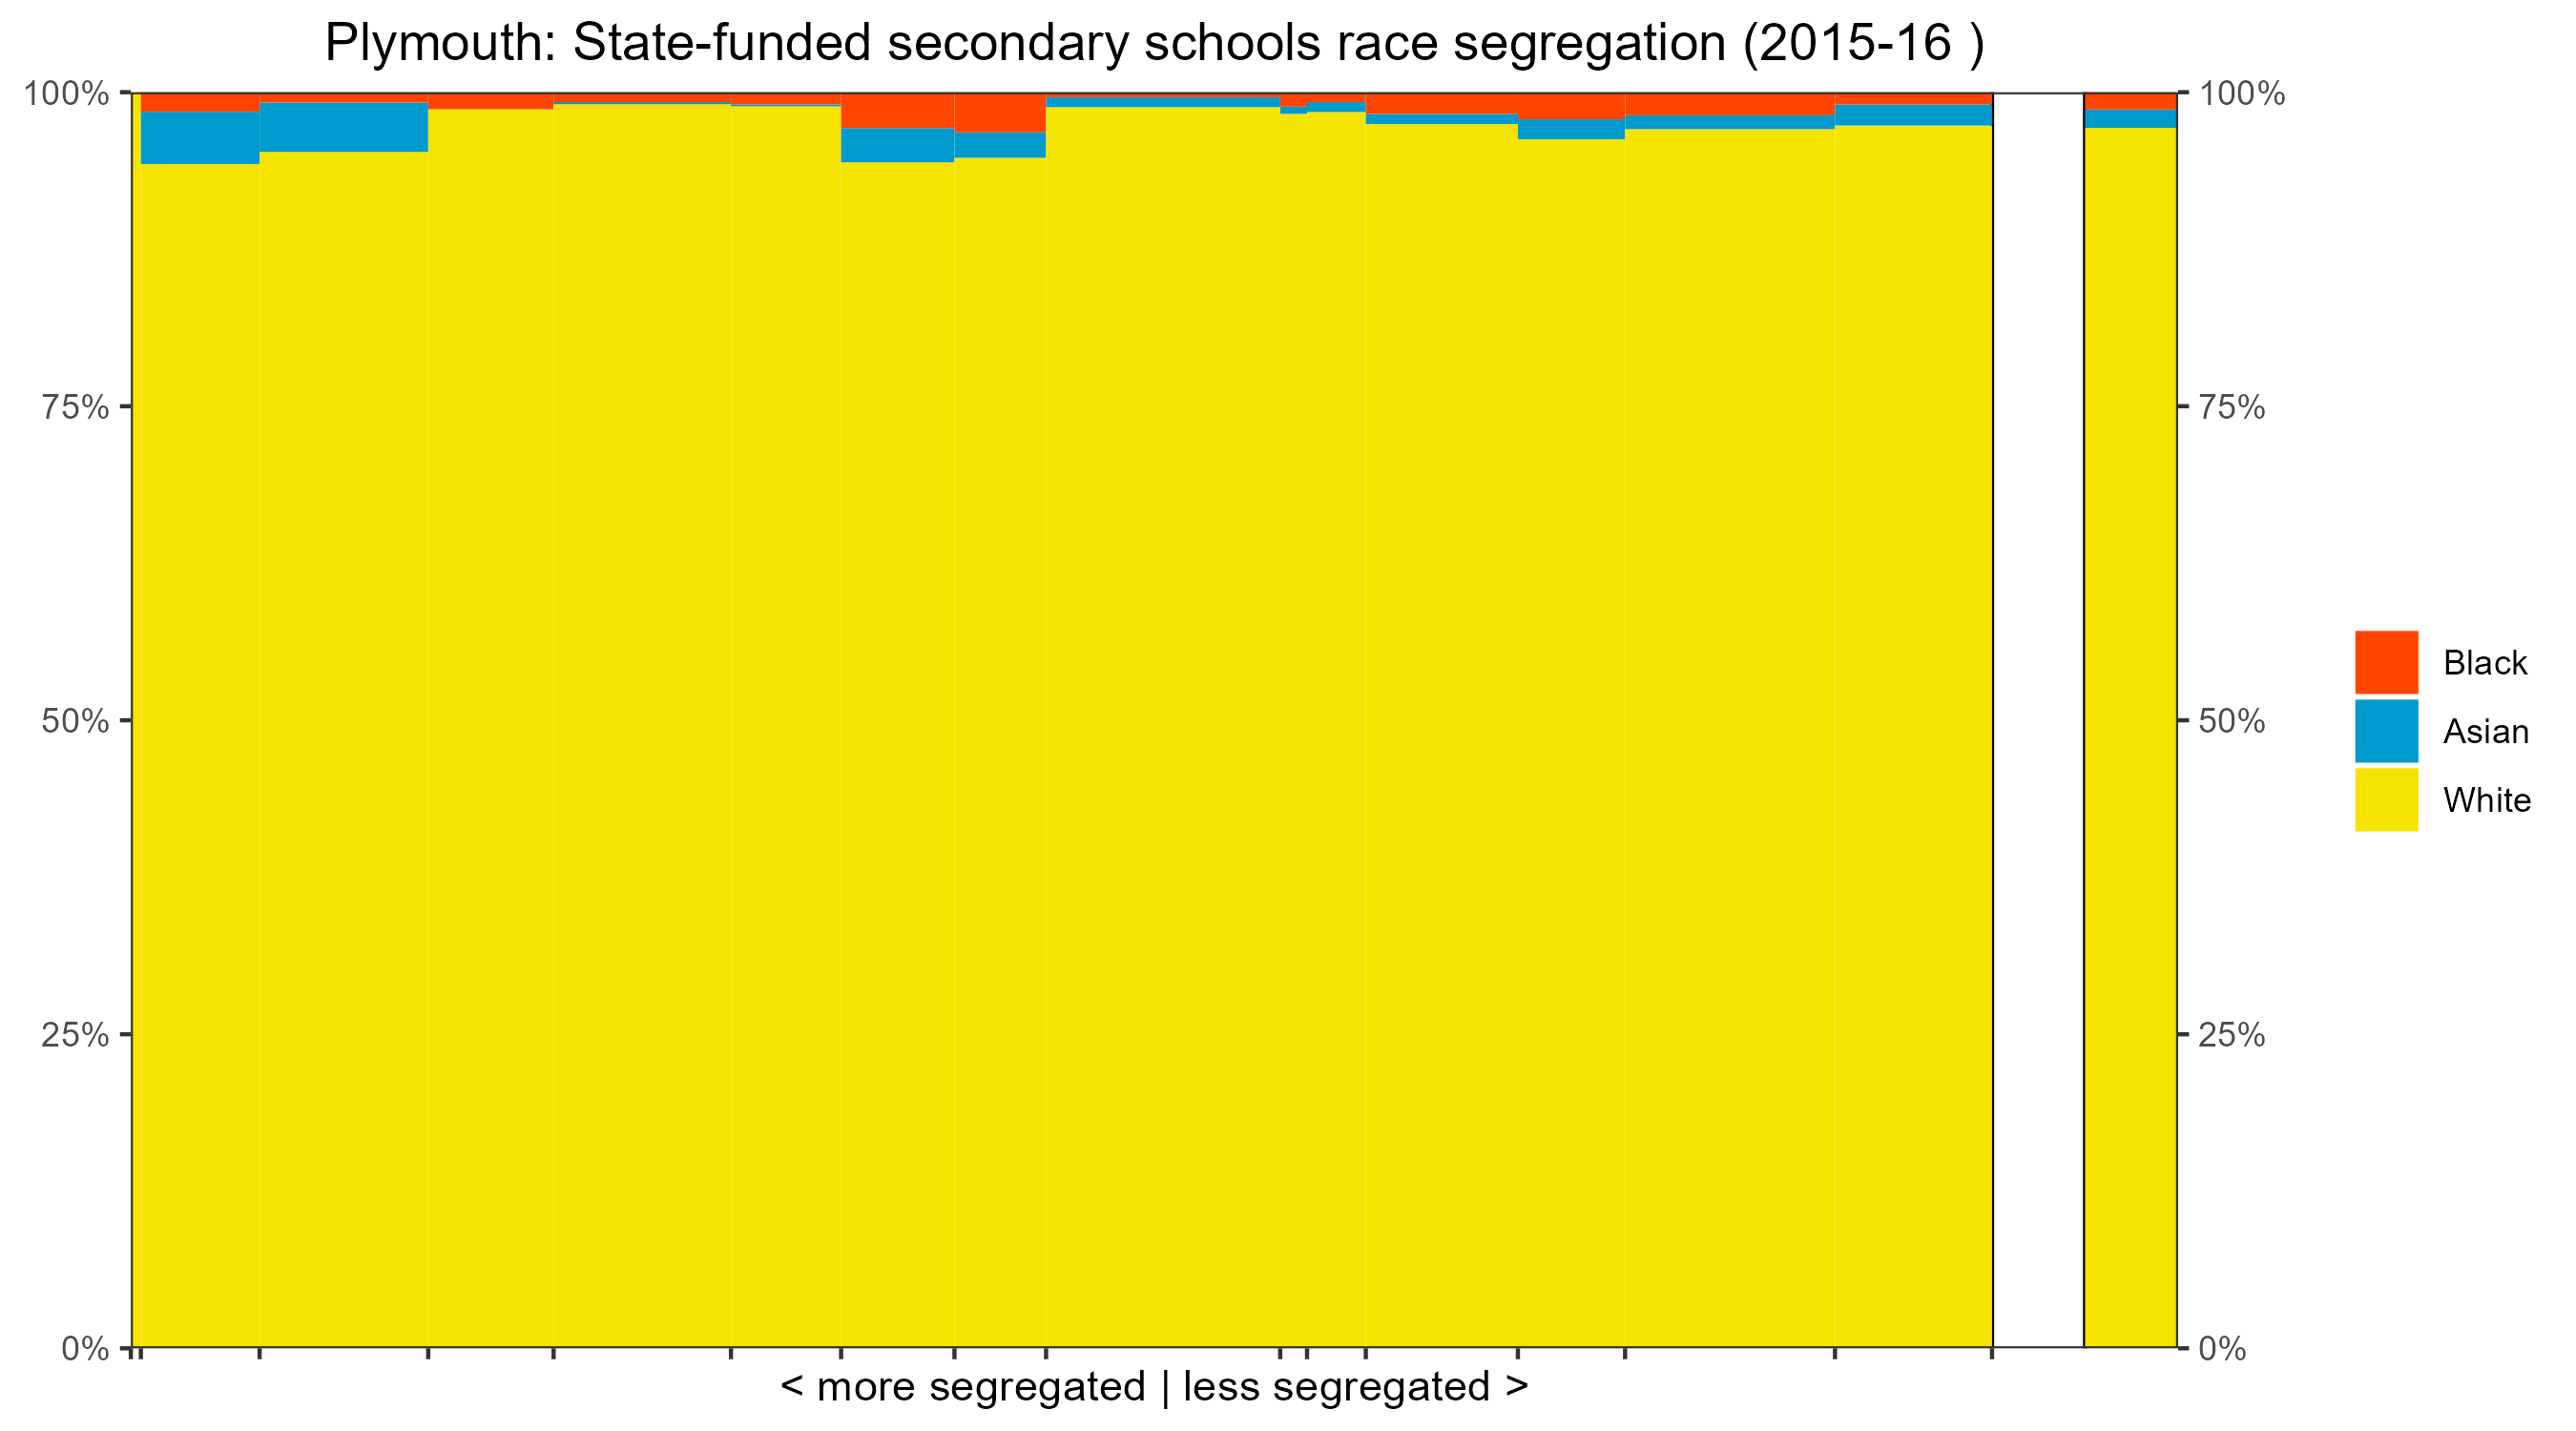 Plymouth: State-funded secondary schools race segregation (2015-16 )
100%
75%
50%
25%
0%
100%
75%
50%
25%
0%
Black
Asian
White
< more segregated | less segregated >